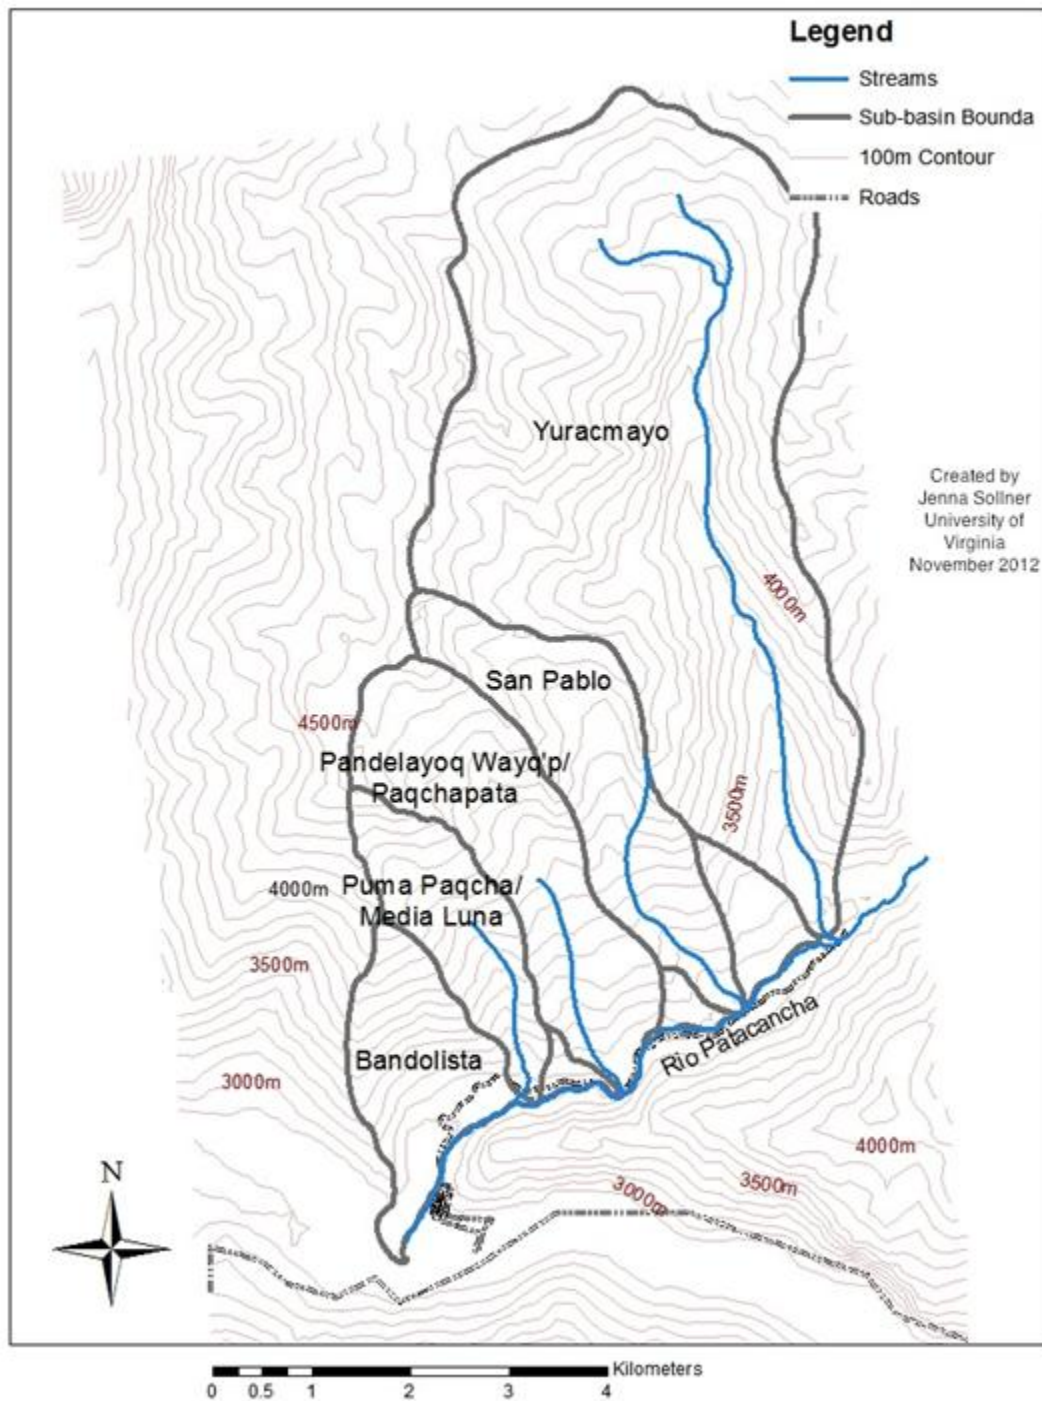 Legend
Streams
Sub-basin Bounda
100m Contour
Roads
Yuracmayo
Created by
Jenna Sollner
University of
Virginia
November 2012
4000m
San Pablo
4500m
Pandelayoq Wayq'p/
Paqchapata
3500m
4000m
Puma Paqcha/
Media Luna
3500m
Rio Patacancha
Bandolista
3000m
4000m
3500m
3000m
N
Kilometers
0 0.5 1 2 3 4